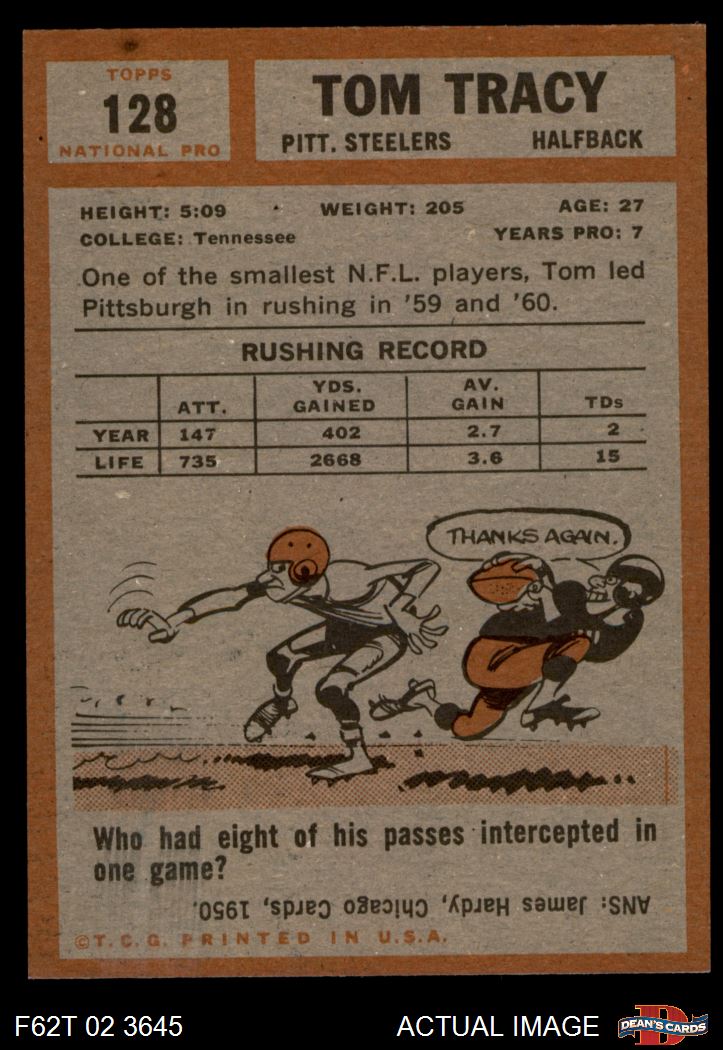 TOPPS
128
NATIONAL PRO
TOM TRACY
PITT. STEELERS HALFBACK
HEIGHT: 5:09 WEIGHT: 205 AGE: 27
COLLEGE: Tennessee YEARS PRO: 7
One of the smallest N.F.L. players, Tom led
Pittsburgh in rushing in '59 and '60.
RUSHING RECORD
ATT. YDS. GAINED AV. GAIN TDs
YEAR 147 402 2.7 2
LIFE 735 2668 3.6 15
THANKS AGAIN.
Who had eight of his passes intercepted in
one game?
ANS: James Hardy, Chicago Cards, 1950.
©T.C.G. PRINTED IN U.S.A.
F62T 02 3645 ACTUAL IMAGE D DEAN'S CARDS